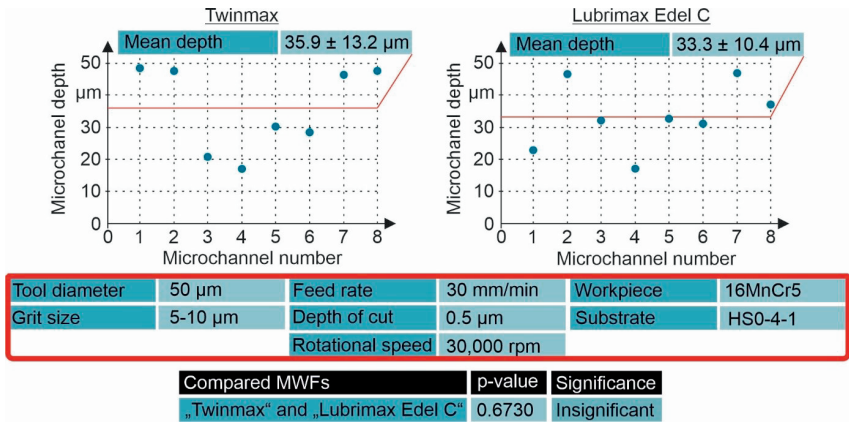 Twinmax
Mean depth 35.9 ± 13.2 µm
Microchanel depth
50
µm
30
20
10
0
0 1 2 3 4 5 6 7 8
Microchannel number
Lubrimax Edel C
Mean depth 33.3 ± 10.4 µm
Microchannel depth
50
µm
30
20
10
0
0 1 2 3 4 5 6 7 8
Microchannel number
Tool diameter 50 µm Feed rate 30 mm/min Workpiece 16MnCr5
Grit size 5-10 µm Depth of cut 0.5 µm Substrate HS0-4-1
Rotational speed 30,000 rpm
Compared MWFs p-value Significance
„Twinmax“ and „Lubrimax Edel C“ 0.6730 Insignificant